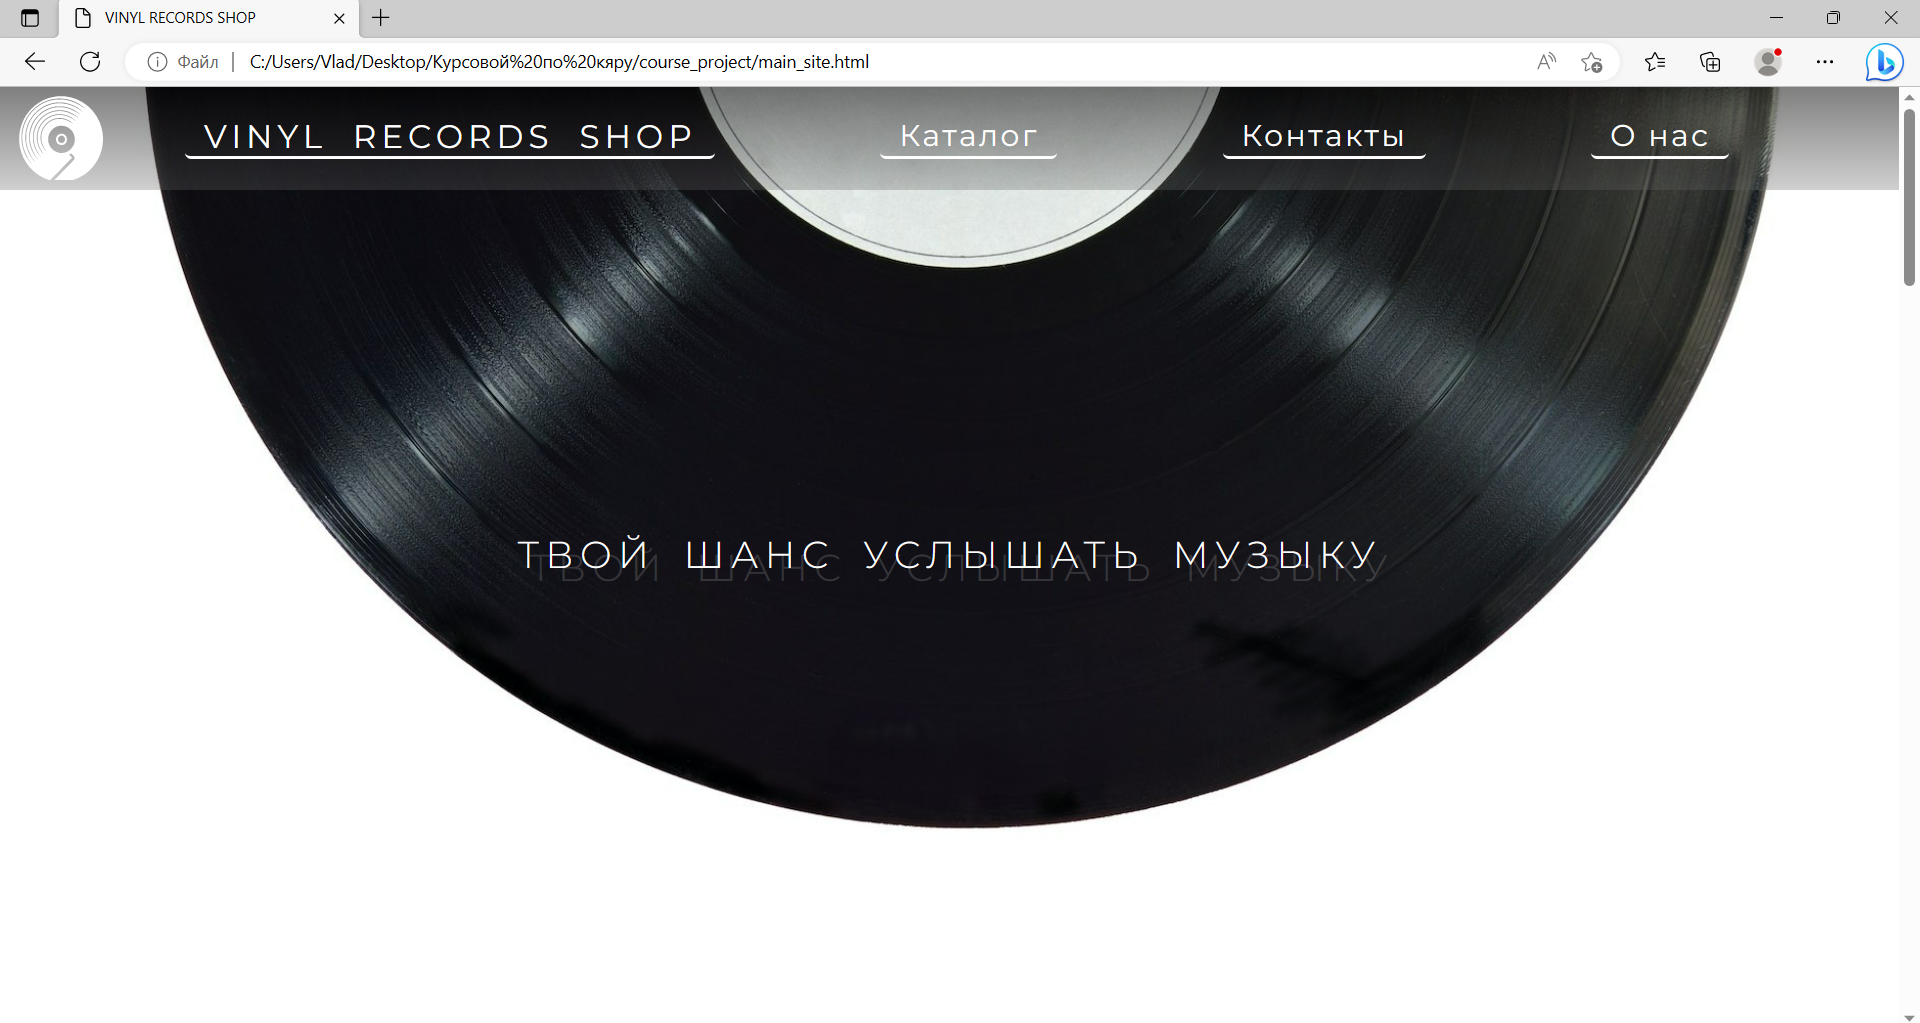 VINYL RECORDS SHOP
Файл
C:/Users/Vlad/Desktop/Курсовой%20по%20кяру/course_project/main_site.html
VINYL RECORDS SHOP Каталог Контакты О нас
ТВОЙ ШАНС УСЛЫШАТЬ МУЗЫКУ